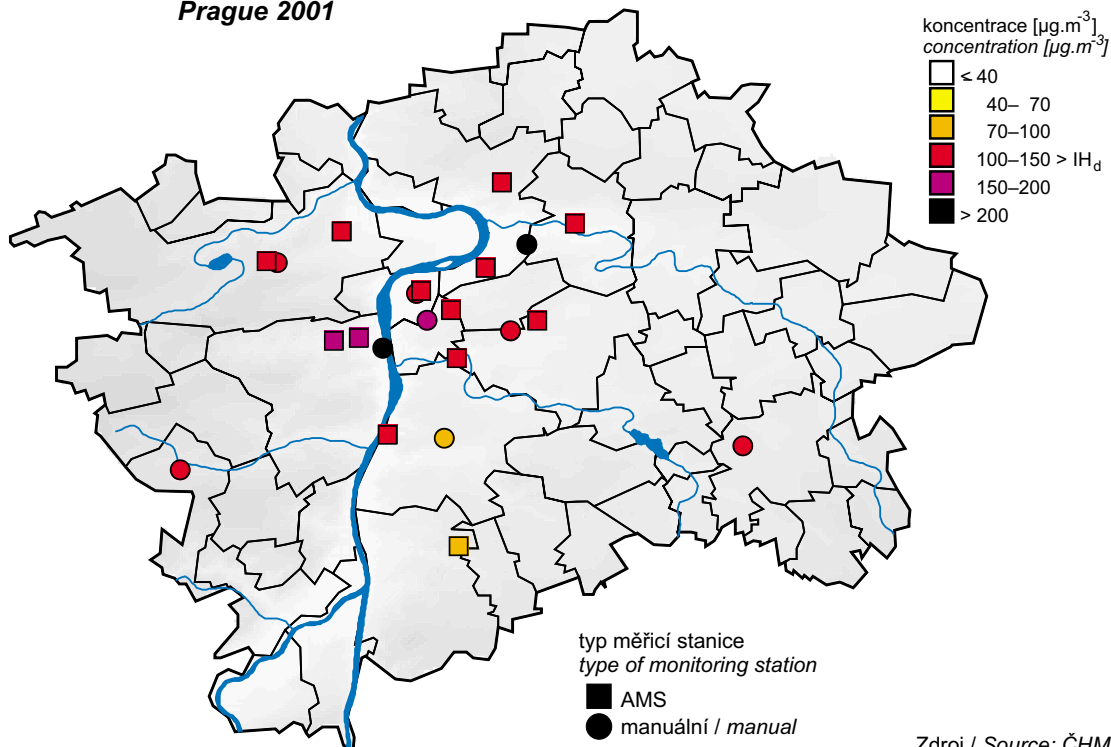 Prague 2001
koncentrace [µg.m-3]
concentration [µg.m-3]
≤ 40
40– 70
70–100
100–150 > IHd
150–200
> 200
typ měřicí stanice
type of monitoring station
AMS
manuální / manual
Zdroj / Source: ČHM